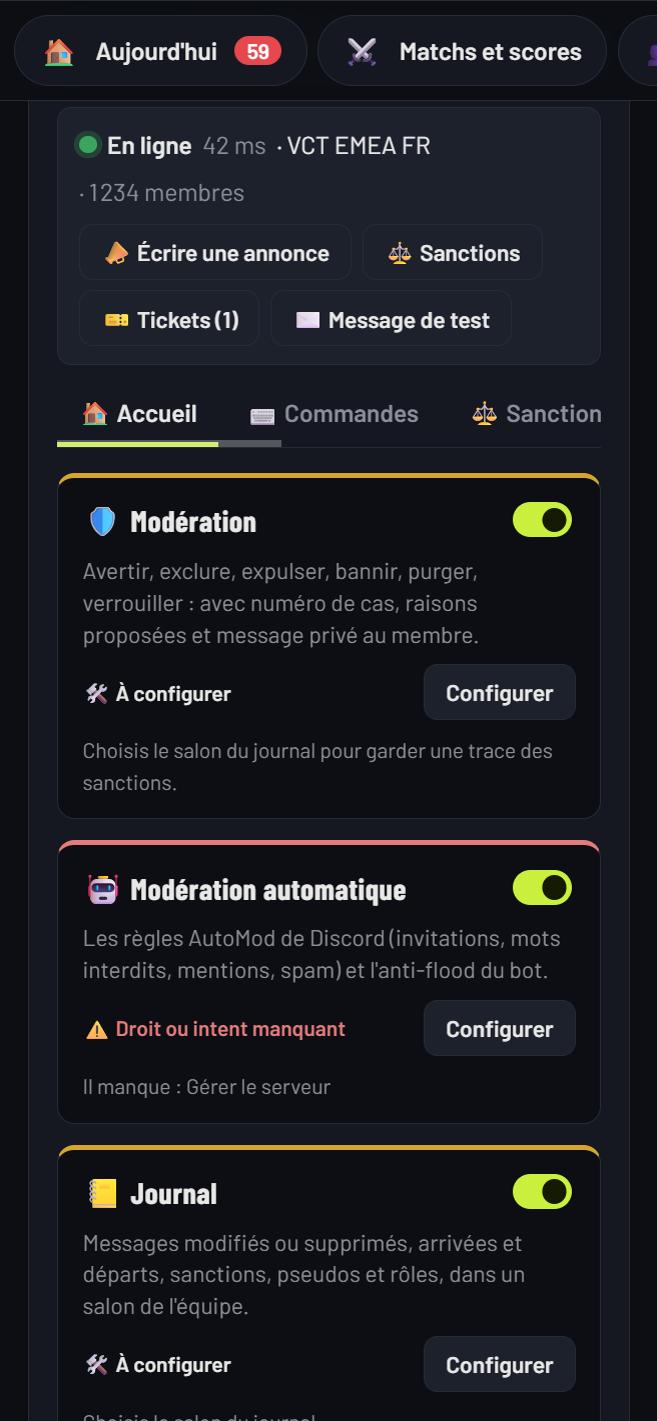 Aujourd'hui 59 Matchs et scores
En ligne 42 ms · VCT EMEA FR
· 1234 membres
Écrire une annonce Sanctions
Tickets (1) Message de test
Accueil Commandes Sanction
Modération
Avertir, exclure, expulser, bannir, purger,
verrouiller : avec numéro de cas, raisons
proposées et message privé au membre.
À configurer Configurer
Choisis le salon du journal pour garder une trace des
sanctions.
Modération automatique
Les règles AutoMod de Discord (invitations, mots
interdits, mentions, spam) et l'anti-flood du bot.
Droit ou intent manquant Configurer
Il manque : Gérer le serveur
Journal
Messages modifiés ou supprimés, arrivées et
départs, sanctions, pseudos et rôles, dans un
salon de l'équipe.
À configurer Configurer
Choisis le salon du journal